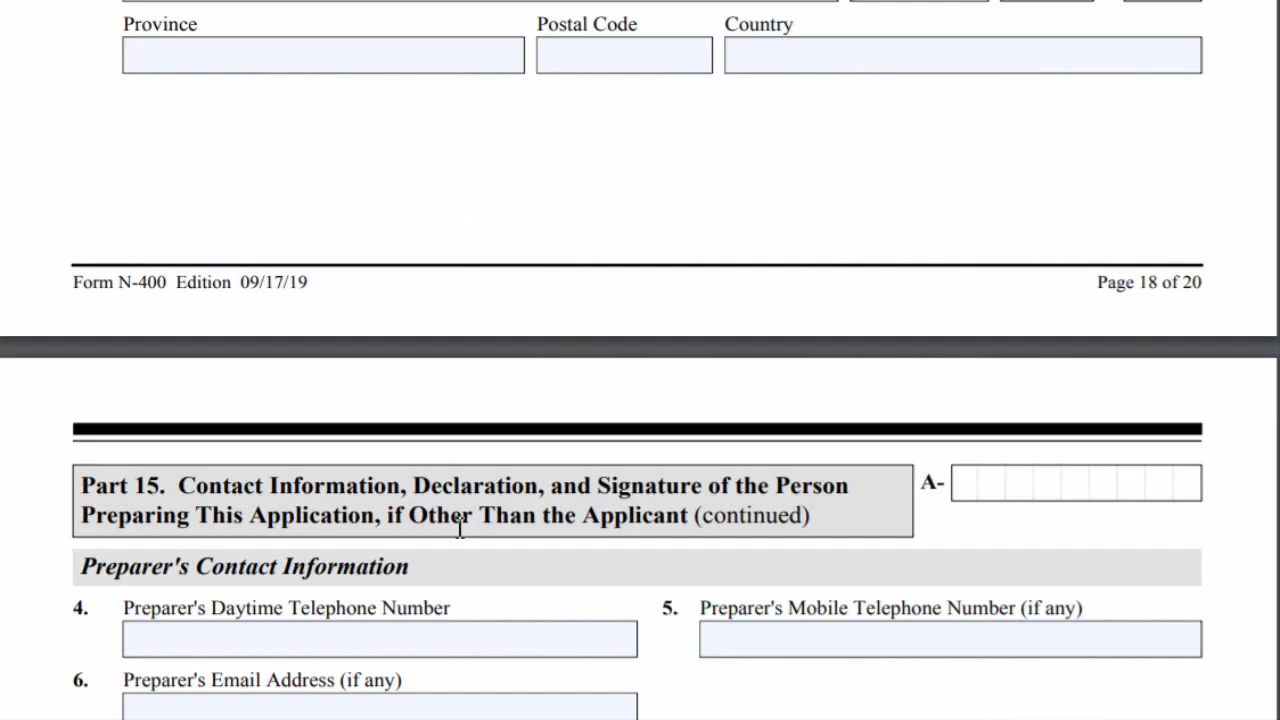 Province Postal Code Country
Form N-400 Edition 09/17/19 Page 18 of 20
Part 15. Contact Information, Declaration, and Signature of the Person
Preparing This Application, if Other Than the Applicant (continued)
A-
Preparer's Contact Information
4. Preparer's Daytime Telephone Number
5. Preparer's Mobile Telephone Number (if any)
6. Preparer's Email Address (if any)